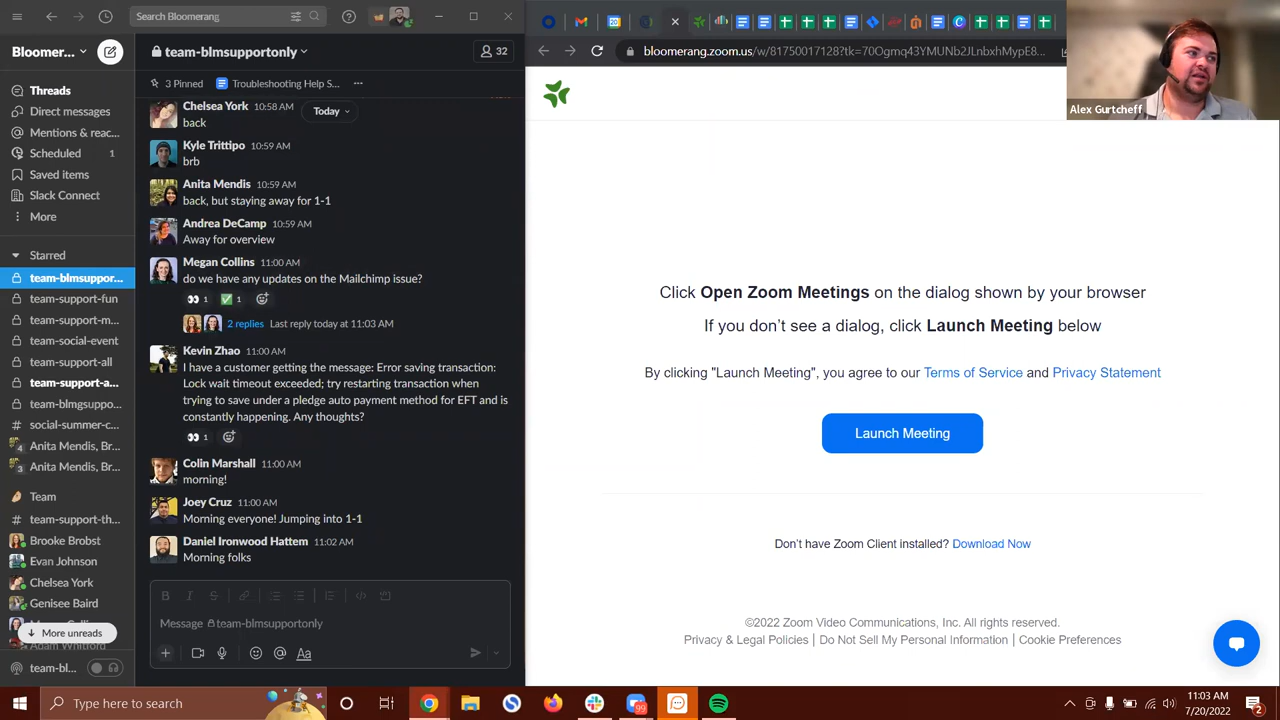 Search Bloomerang
Bloomer...
Threads
Direct messages
Mentions & reac...
Scheduled 1
Saved items
Slack Connect
More
Starred
team-blmsuppor...
team-support-fun
team-support-m...
team-social-event
team-support-all
team-support-a...
team-blmgsuppo...
social-summer-c...
Anita Mendis, Br...
Anita Mendis, Br...
Team
team-support-th...
Brooke Brobst
Evan Johnson
Chelsea York
Genisee Baird
More unreads
Adam Whitford
team-bl...
team-blmsupportonly
32
3 Pinned
Troubleshooting Help S...
Today
Chelsea York 10:58 AM
back
Kyle Trittipo 10:59 AM
brb
Anita Mendis 10:59 AM
back, but staying away for 1-1
Andrea DeCamp 10:59 AM
Away for overview
Megan Collins 11:00 AM
do we have any updates on the Mailchimp issue?
1 1
2 replies Last reply today at 11:03 AM
Kevin Zhao 11:00 AM
I have a customer getting the message: Error saving transaction:
Lock wait timeout exceeded; try restarting transaction when
trying to save under a pledge auto payment method for EFT and is
constantly happening. Any thoughts?
1
Colin Marshall 11:00 AM
morning!
Joey Cruz 11:00 AM
Morning everyone! Jumping into 1-1
Daniel Ironwood Hattem 11:02 AM
Morning folks
Message team-blmsupportonly
bloomerang.zoom.us/w/81750017128?tk=70Ogmq43YMUNb2JLnbxhMypE8...
Alex Gurtcheff
Click Open Zoom Meetings on the dialog shown by your browser
If you don't see a dialog, click Launch Meeting below
By clicking "Launch Meeting", you agree to our Terms of Service and Privacy Statement
Launch Meeting
Don't have Zoom Client installed? Download Now
©2022 Zoom Video Communications, Inc. All rights reserved.
Privacy & Legal Policies | Do Not Sell My Personal Information | Cookie Preferences
Type here to search
99
11:03 AM
7/20/2022
2